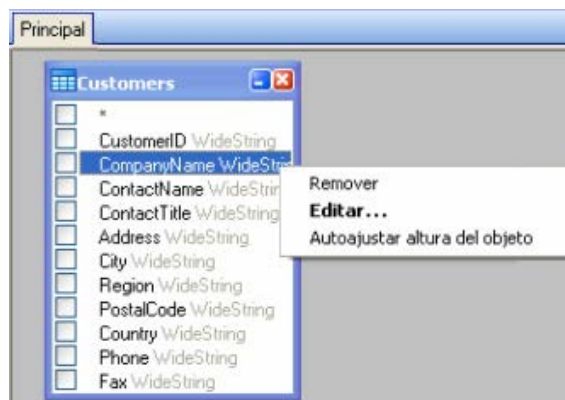 Principal
Customers
*
CustomerID WideString
CompanyName WideStrin
ContactName WideStrin
ContactTitle WideString
Address WideString
City WideString
Region WideString
PostalCode WideString
Country WideString
Phone WideString
Fax WideString
Remover
Editar...
Autoajustar altura del objeto